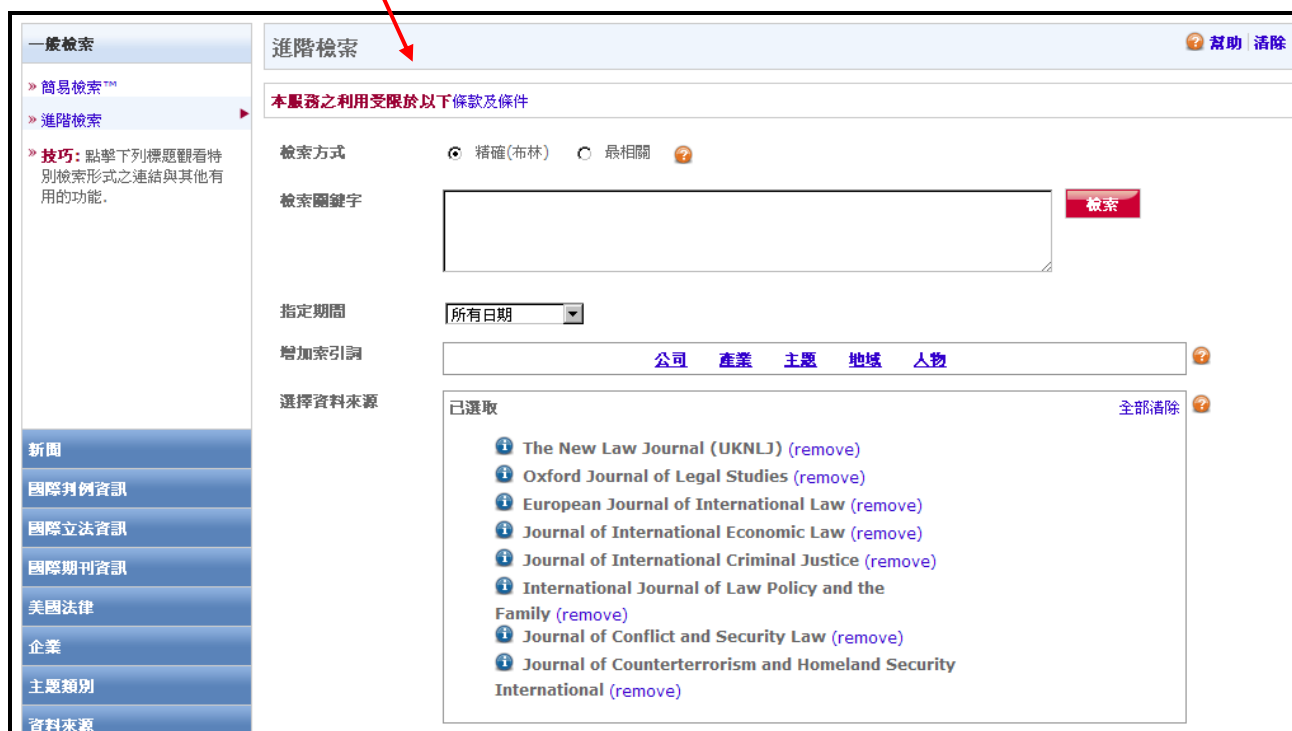 一般檢索
» 簡易檢索™
» 進階檢索
» 技巧: 點擊下列標題觀看特
別檢索形式之連結與其他有
用的功能.
新聞
國際判例資訊
國際立法資訊
國際期刊資訊
美國法律
企業
主題類別
資料來源
進階檢索
幫助 清除
本服務之利用受限於以下條款及條件
檢索方式 精確(布林) 最相關
檢索關鍵字 檢索
指定期間 所有日期
增加索引詞 公司 產業 主題 地域 人物
選擇資料來源 已選取 全部清除
The New Law Journal (UKNLJ) (remove)
Oxford Journal of Legal Studies (remove)
European Journal of International Law (remove)
Journal of International Economic Law (remove)
Journal of International Criminal Justice (remove)
International Journal of Law Policy and the
Family (remove)
Journal of Conflict and Security Law (remove)
Journal of Counterterrorism and Homeland Security
International (remove)